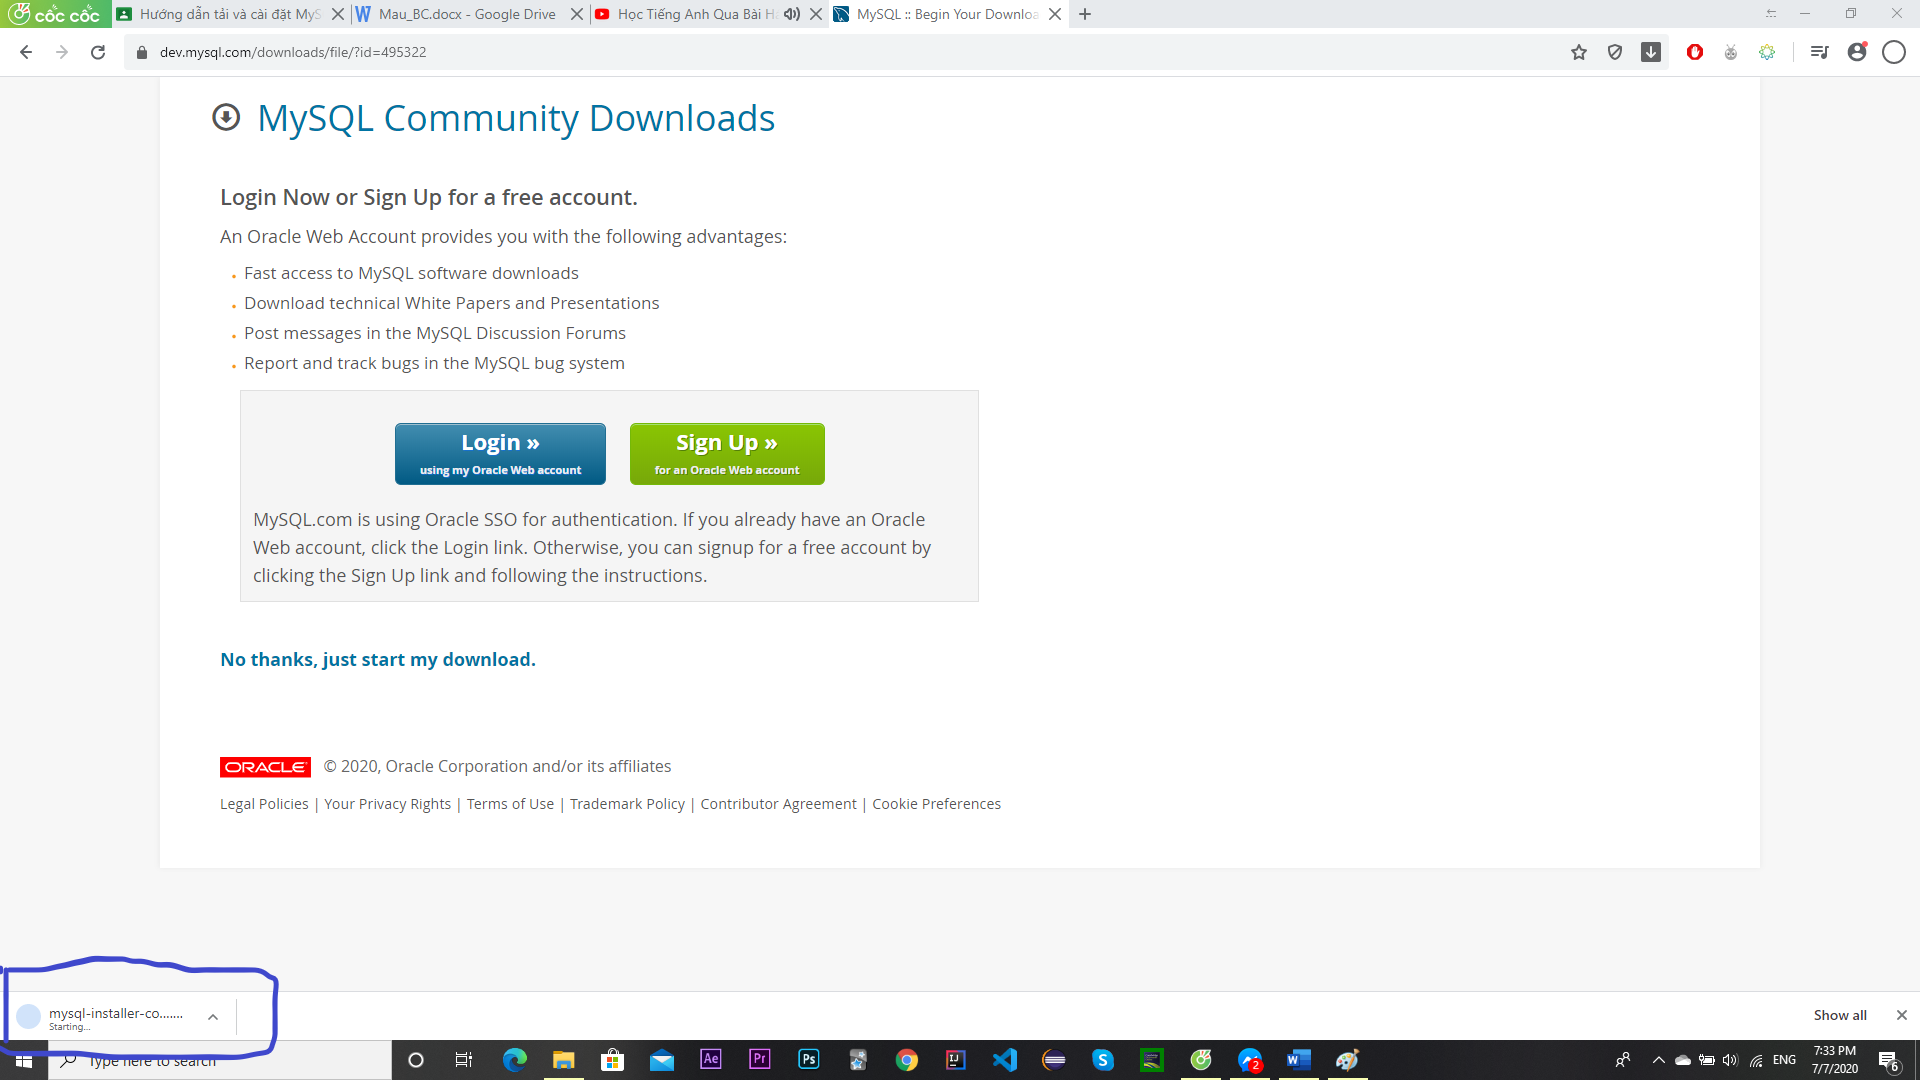 cốc cốc
Hướng dẫn tải và cài đặt MyS
Mau_BC.docx - Google Drive
Học Tiếng Anh Qua Bài H
MySQL :: Begin Your Downlo
dev.mysql.com/downloads/file/?id=495322
MySQL Community Downloads
Login Now or Sign Up for a free account.
An Oracle Web Account provides you with the following advantages:
Fast access to MySQL software downloads
Download technical White Papers and Presentations
Post messages in the MySQL Discussion Forums
Report and track bugs in the MySQL bug system
Login »
using my Oracle Web account
Sign Up »
for an Oracle Web account
MySQL.com is using Oracle SSO for authentication. If you already have an Oracle
Web account, click the Login link. Otherwise, you can signup for a free account by
clicking the Sign Up link and following the instructions.
No thanks, just start my download.
ORACLE © 2020, Oracle Corporation and/or its affiliates
Legal Policies | Your Privacy Rights | Terms of Use | Trademark Policy | Contributor Agreement | Cookie Preferences
mysql-installer-co.......
Starting...
Show all
Type here to search
Ae
Pr
Ps
IJ
S
2
W
ENG
7:33 PM
7/7/2020
6